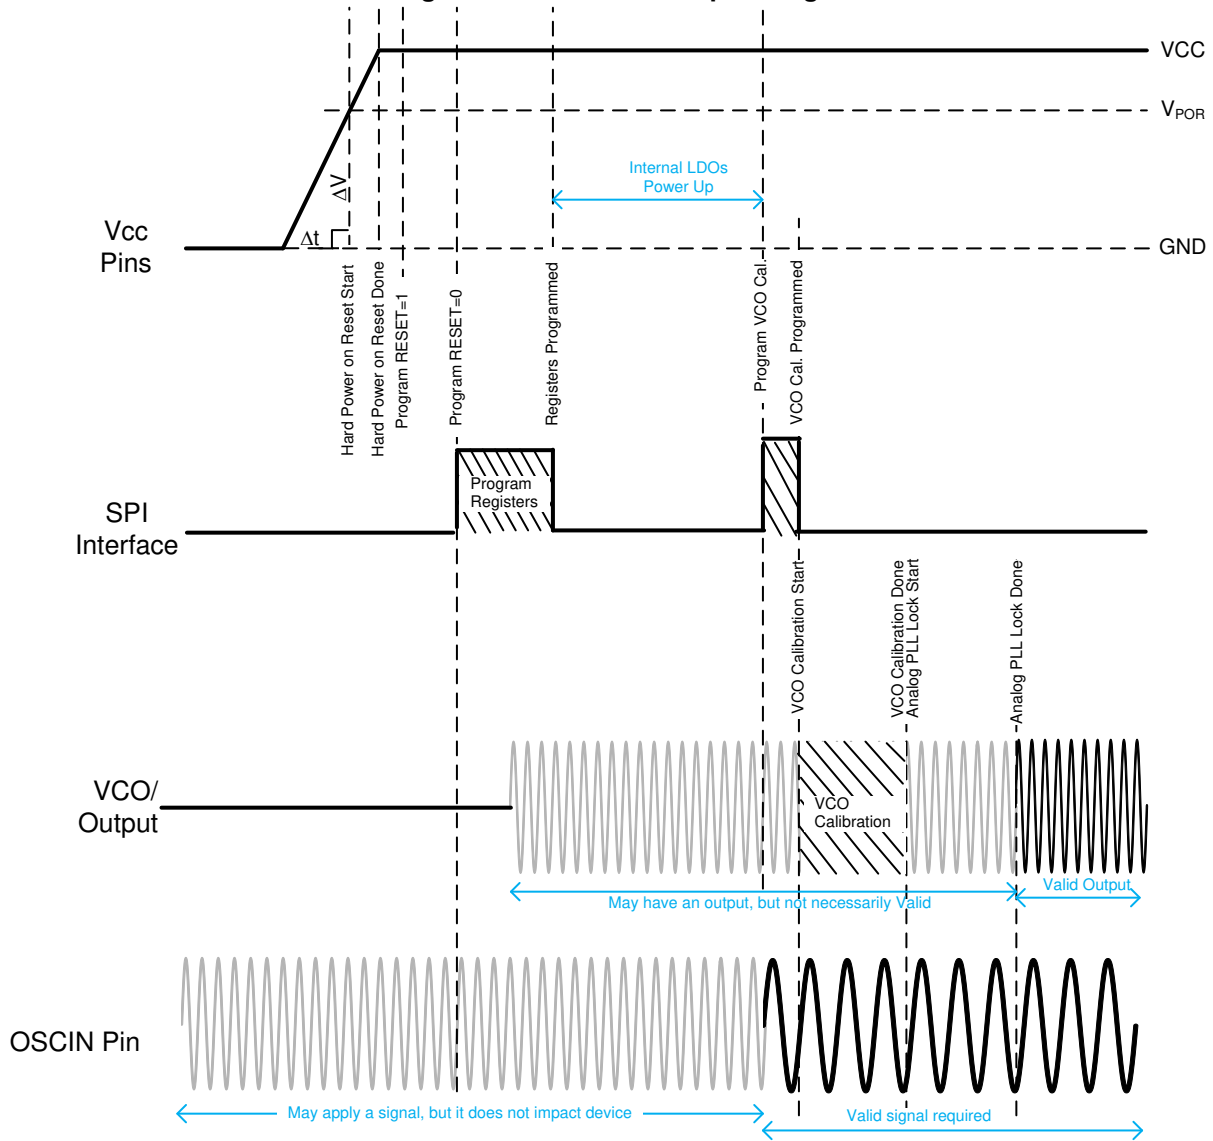 VCC
VPOR
Internal LDOs
Power Up
ΔV
Δt
Vcc
Pins
GND
Hard Power on Reset Start
Hard Power on Reset Done
Program RESET=1
Program RESET=0
Registers Programmed
Program VCO Cal.
VCO Cal. Programmed
Program
Registers
SPI
Interface
VCO Calibration Start
VCO Calibration Done
Analog PLL Lock Start
Analog PLL Lock Done
VCO/
Output
VCO
Calibration
May have an output, but not necessarily Valid
Valid Output
OSCIN Pin
May apply a signal, but it does not impact device
Valid signal required